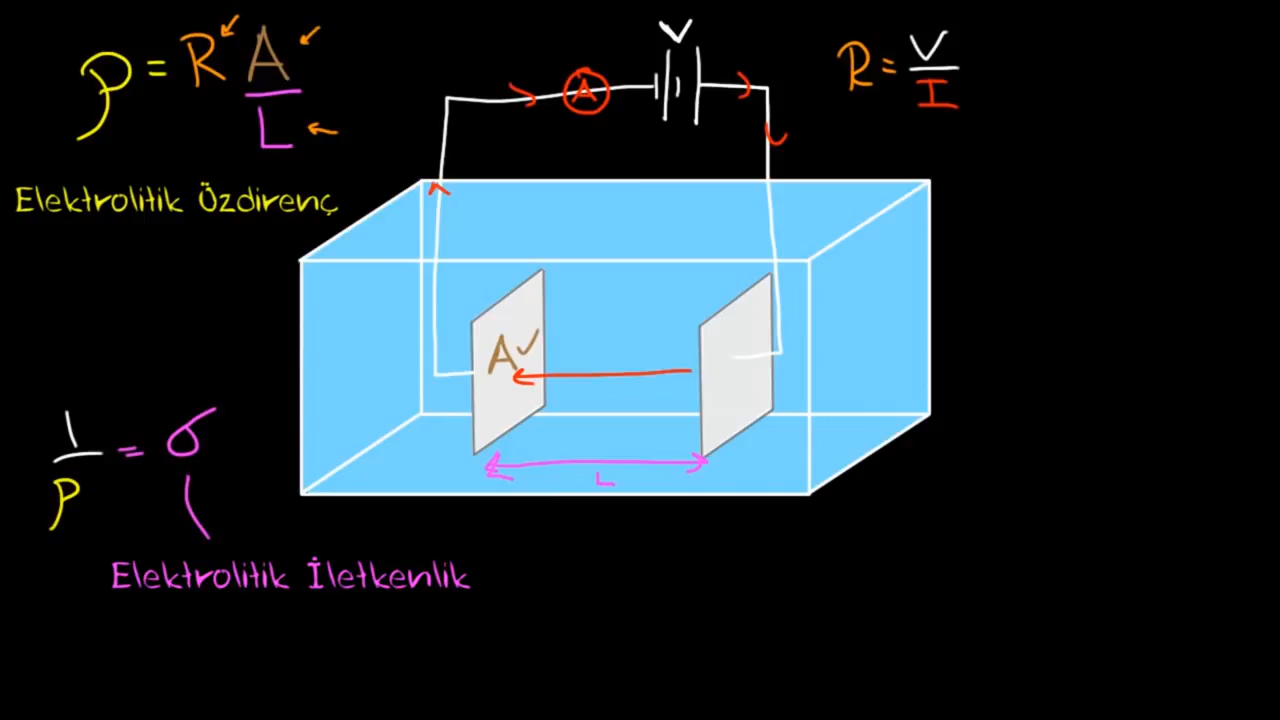 ρ = R A / L
V
A
R = V / I
Elektrolitik Özdirenç
A
L
1 / ρ = σ
Elektrolitik İletkenlik